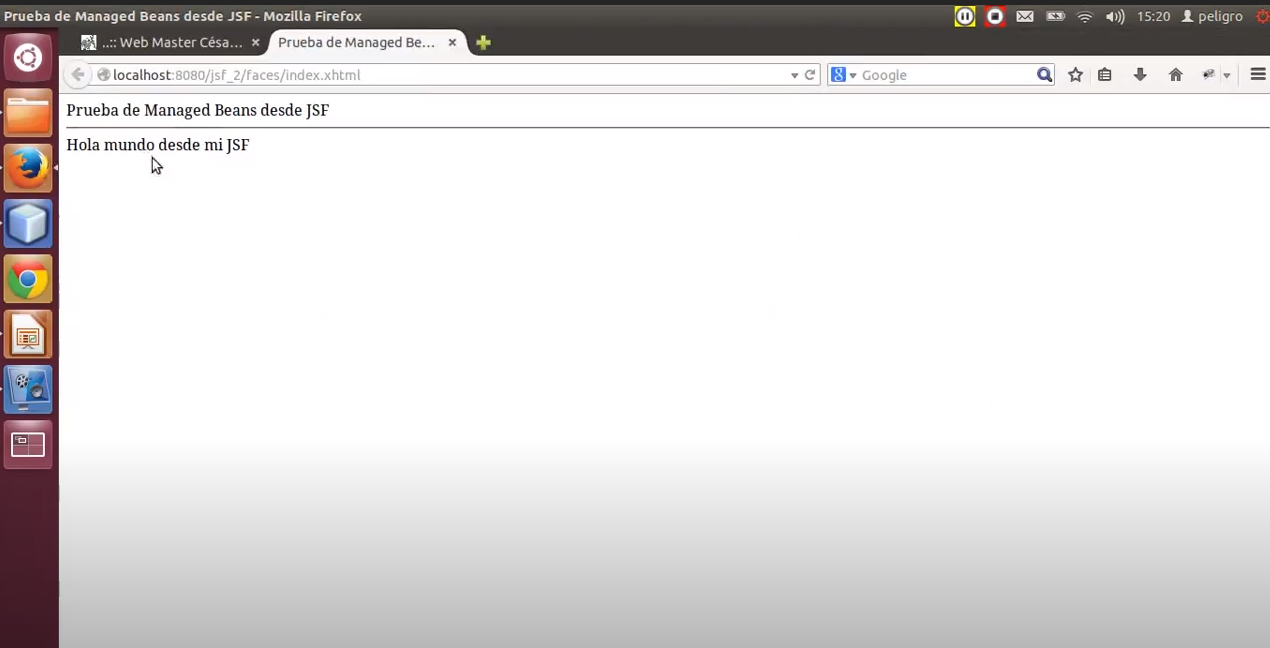 Prueba de Managed Beans desde JSF - Mozilla Firefox
15:20 peligro
..:: Web Master César...
Prueba de Managed Be...
localhost:8080/jsf_2/faces/index.xhtml
Google
Prueba de Managed Beans desde JSF
Hola mundo desde mi JSF